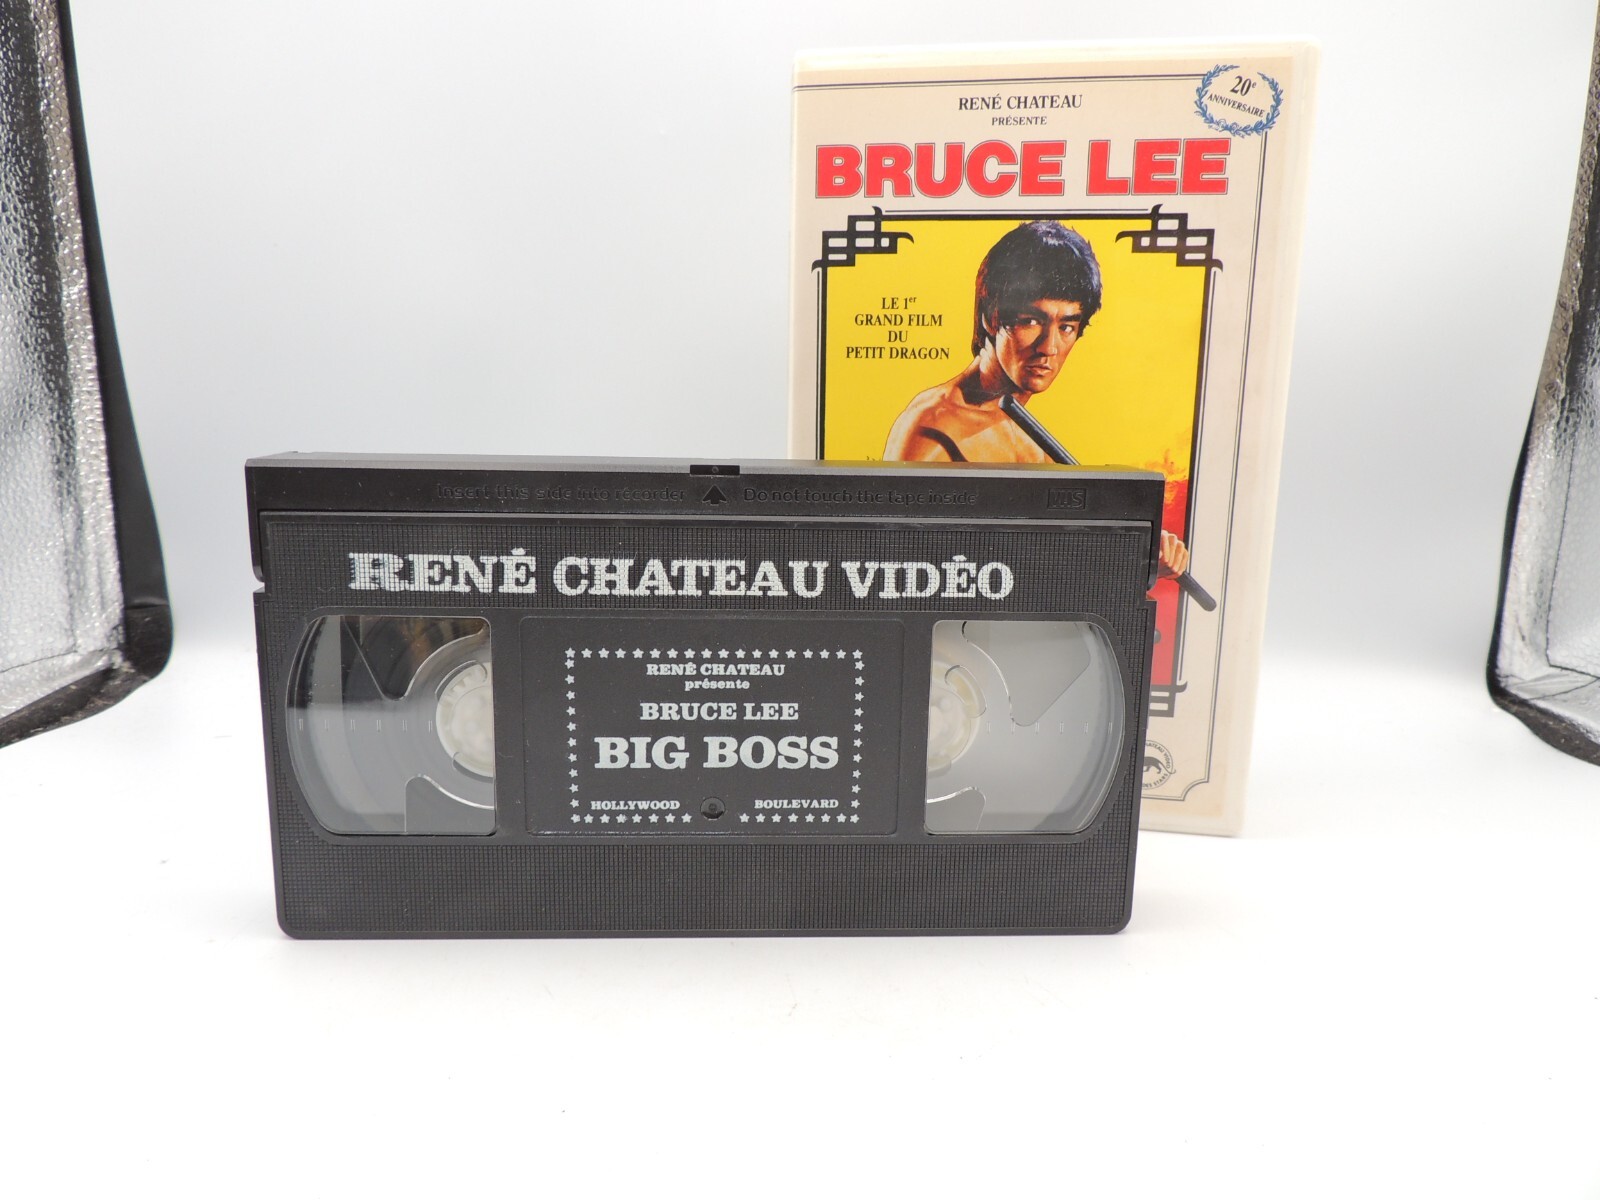 RENÉ CHATEAU
PRÉSENTE
20e
ANNIVERSAIRE
BRUCE LEE
LE 1er
GRAND FILM
DU
PETIT DRAGON
Insert this side into recorder Do not touch the tape inside VHS
RENÉ CHATEAU VIDÉO
RENÉ CHATEAU
présente
BRUCE LEE
BIG BOSS
HOLLYWOOD BOULEVARD